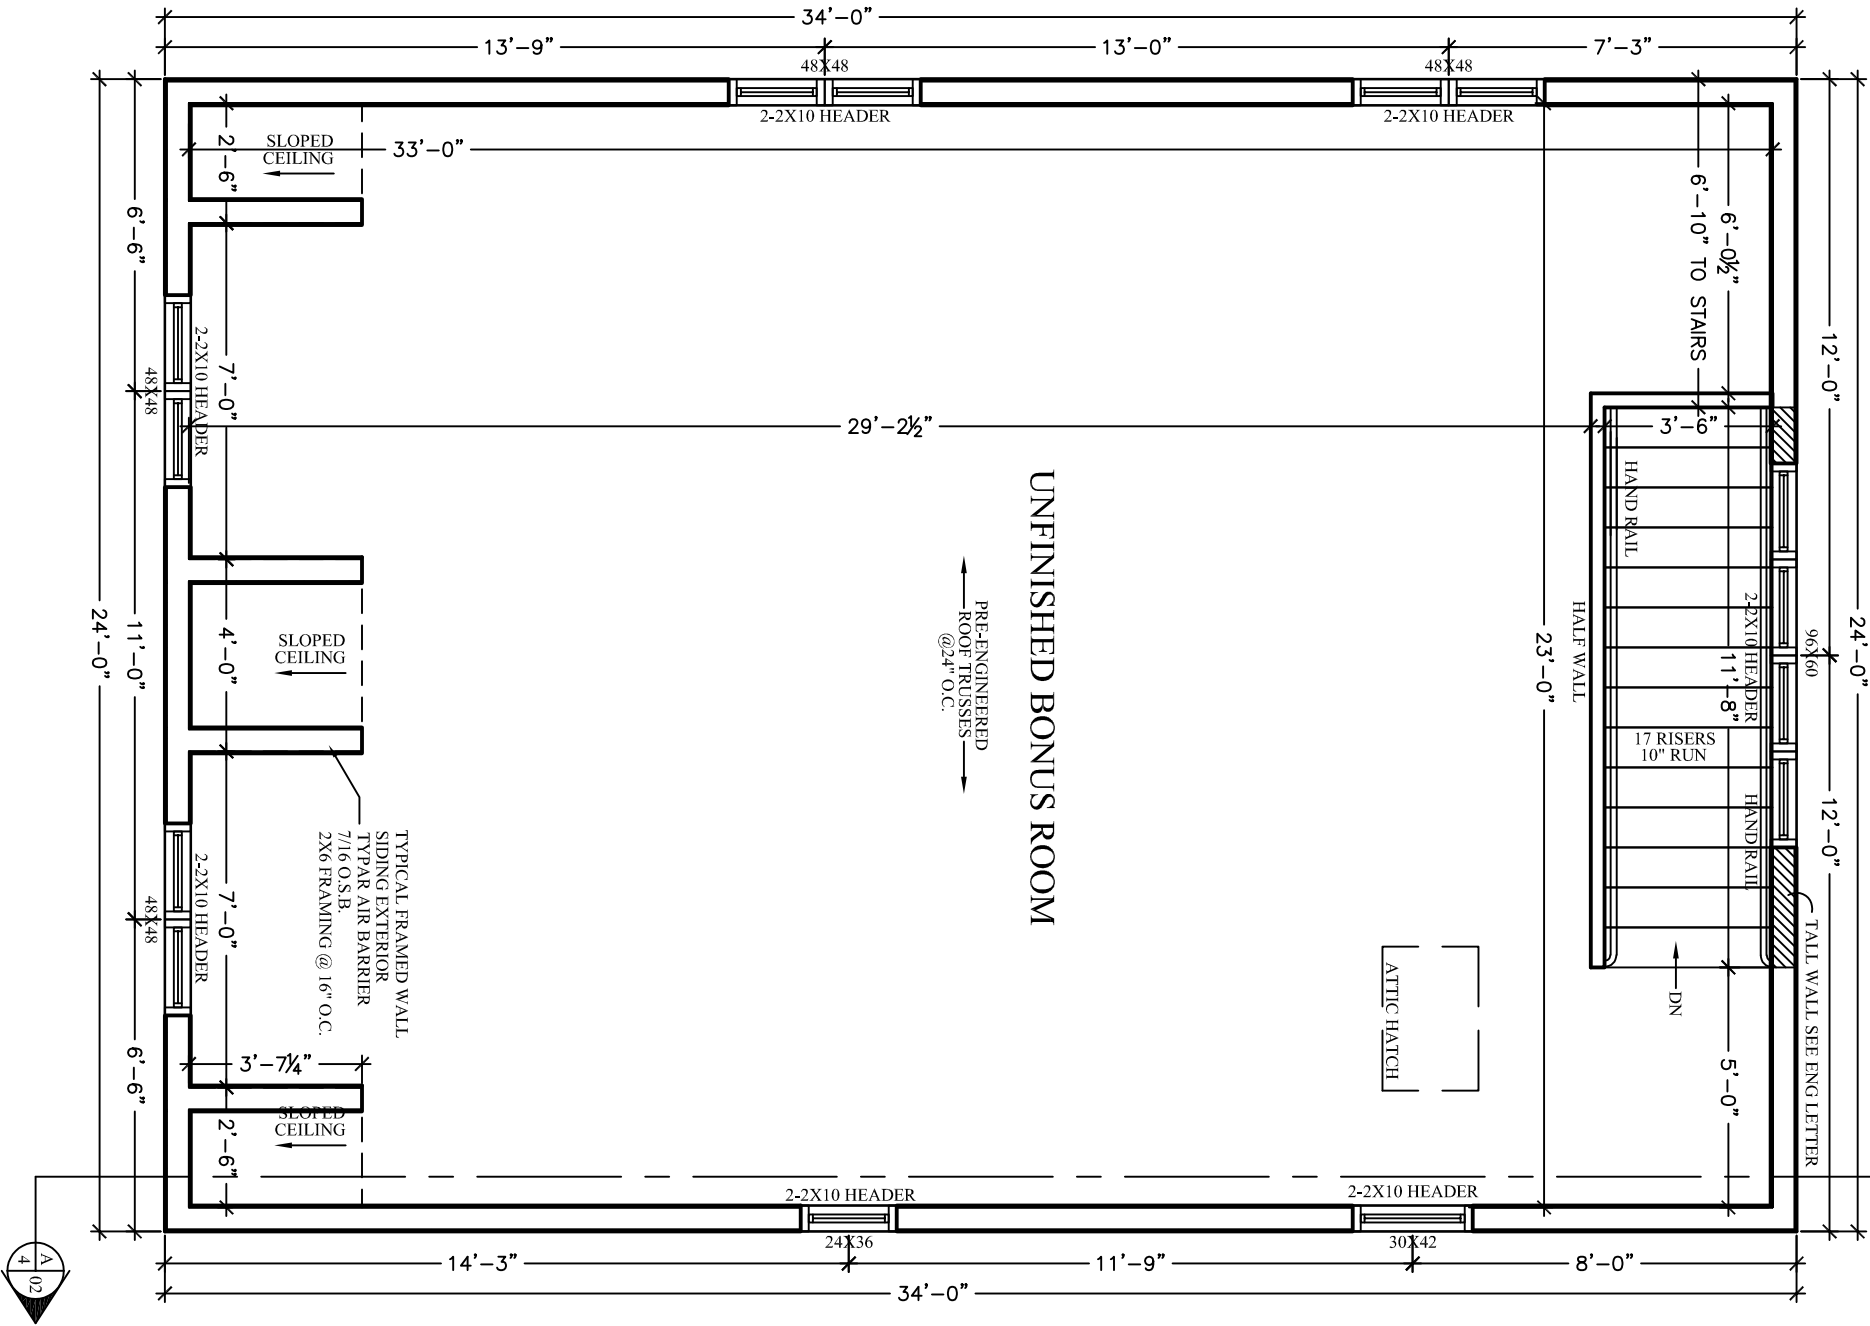 34'-0"
13'-9"
13'-0"
7'-3"
48X48
48X48
2-2X10 HEADER
2-2X10 HEADER
SLOPED
CEILING
33'-0"
2'-6"
6'-6"
6'-10" TO STAIRS
6'-0½"
12'-0"
2-2X10 HEADER
48X48
7'-0"
29'-2½"
3'-6"
HAND RAIL
UNFINISHED BONUS ROOM
PRE-ENGINEERED
ROOF TRUSSES
@24" O.C.
HALF WALL
23'-0"
2-2X10 HEADER
11'-8"
96X60
24'-0"
24'-0"
11'-0"
4'-0"
SLOPED
CEILING
17 RISERS
10" RUN
HANDRAIL
12'-0"
TYPICAL FRAMED WALL
SIDING EXTERIOR
TYPAR AIR BARRIER
7/16 O.S.B.
2X6 FRAMING @ 16" O.C.
2-2X10 HEADER
48X48
7'-0"
ATTIC HATCH
DN
TALL WALL SEE ENG LETTER
3'-7¼"
6'-6"
5'-0"
SLOPED
CEILING
2'-6"
2-2X10 HEADER
2-2X10 HEADER
24X36
30X42
A
4
02
14'-3"
11'-9"
8'-0"
34'-0"